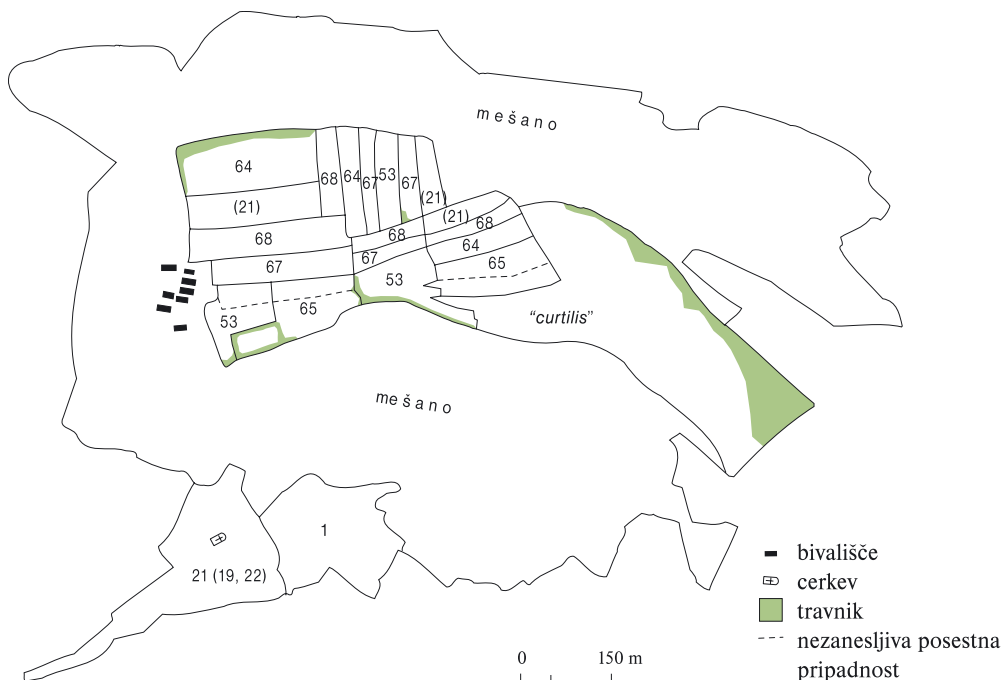 mešano
64
68
64
67
53
67
(21)
(21)
(21)
68
68
68
64
67
67
65
53
65
53
"curtilis"
mešano
1
21 (19, 22)
bivališče
cerkev
travnik
nezanesljiva posestna
pripadnost
0
150 m